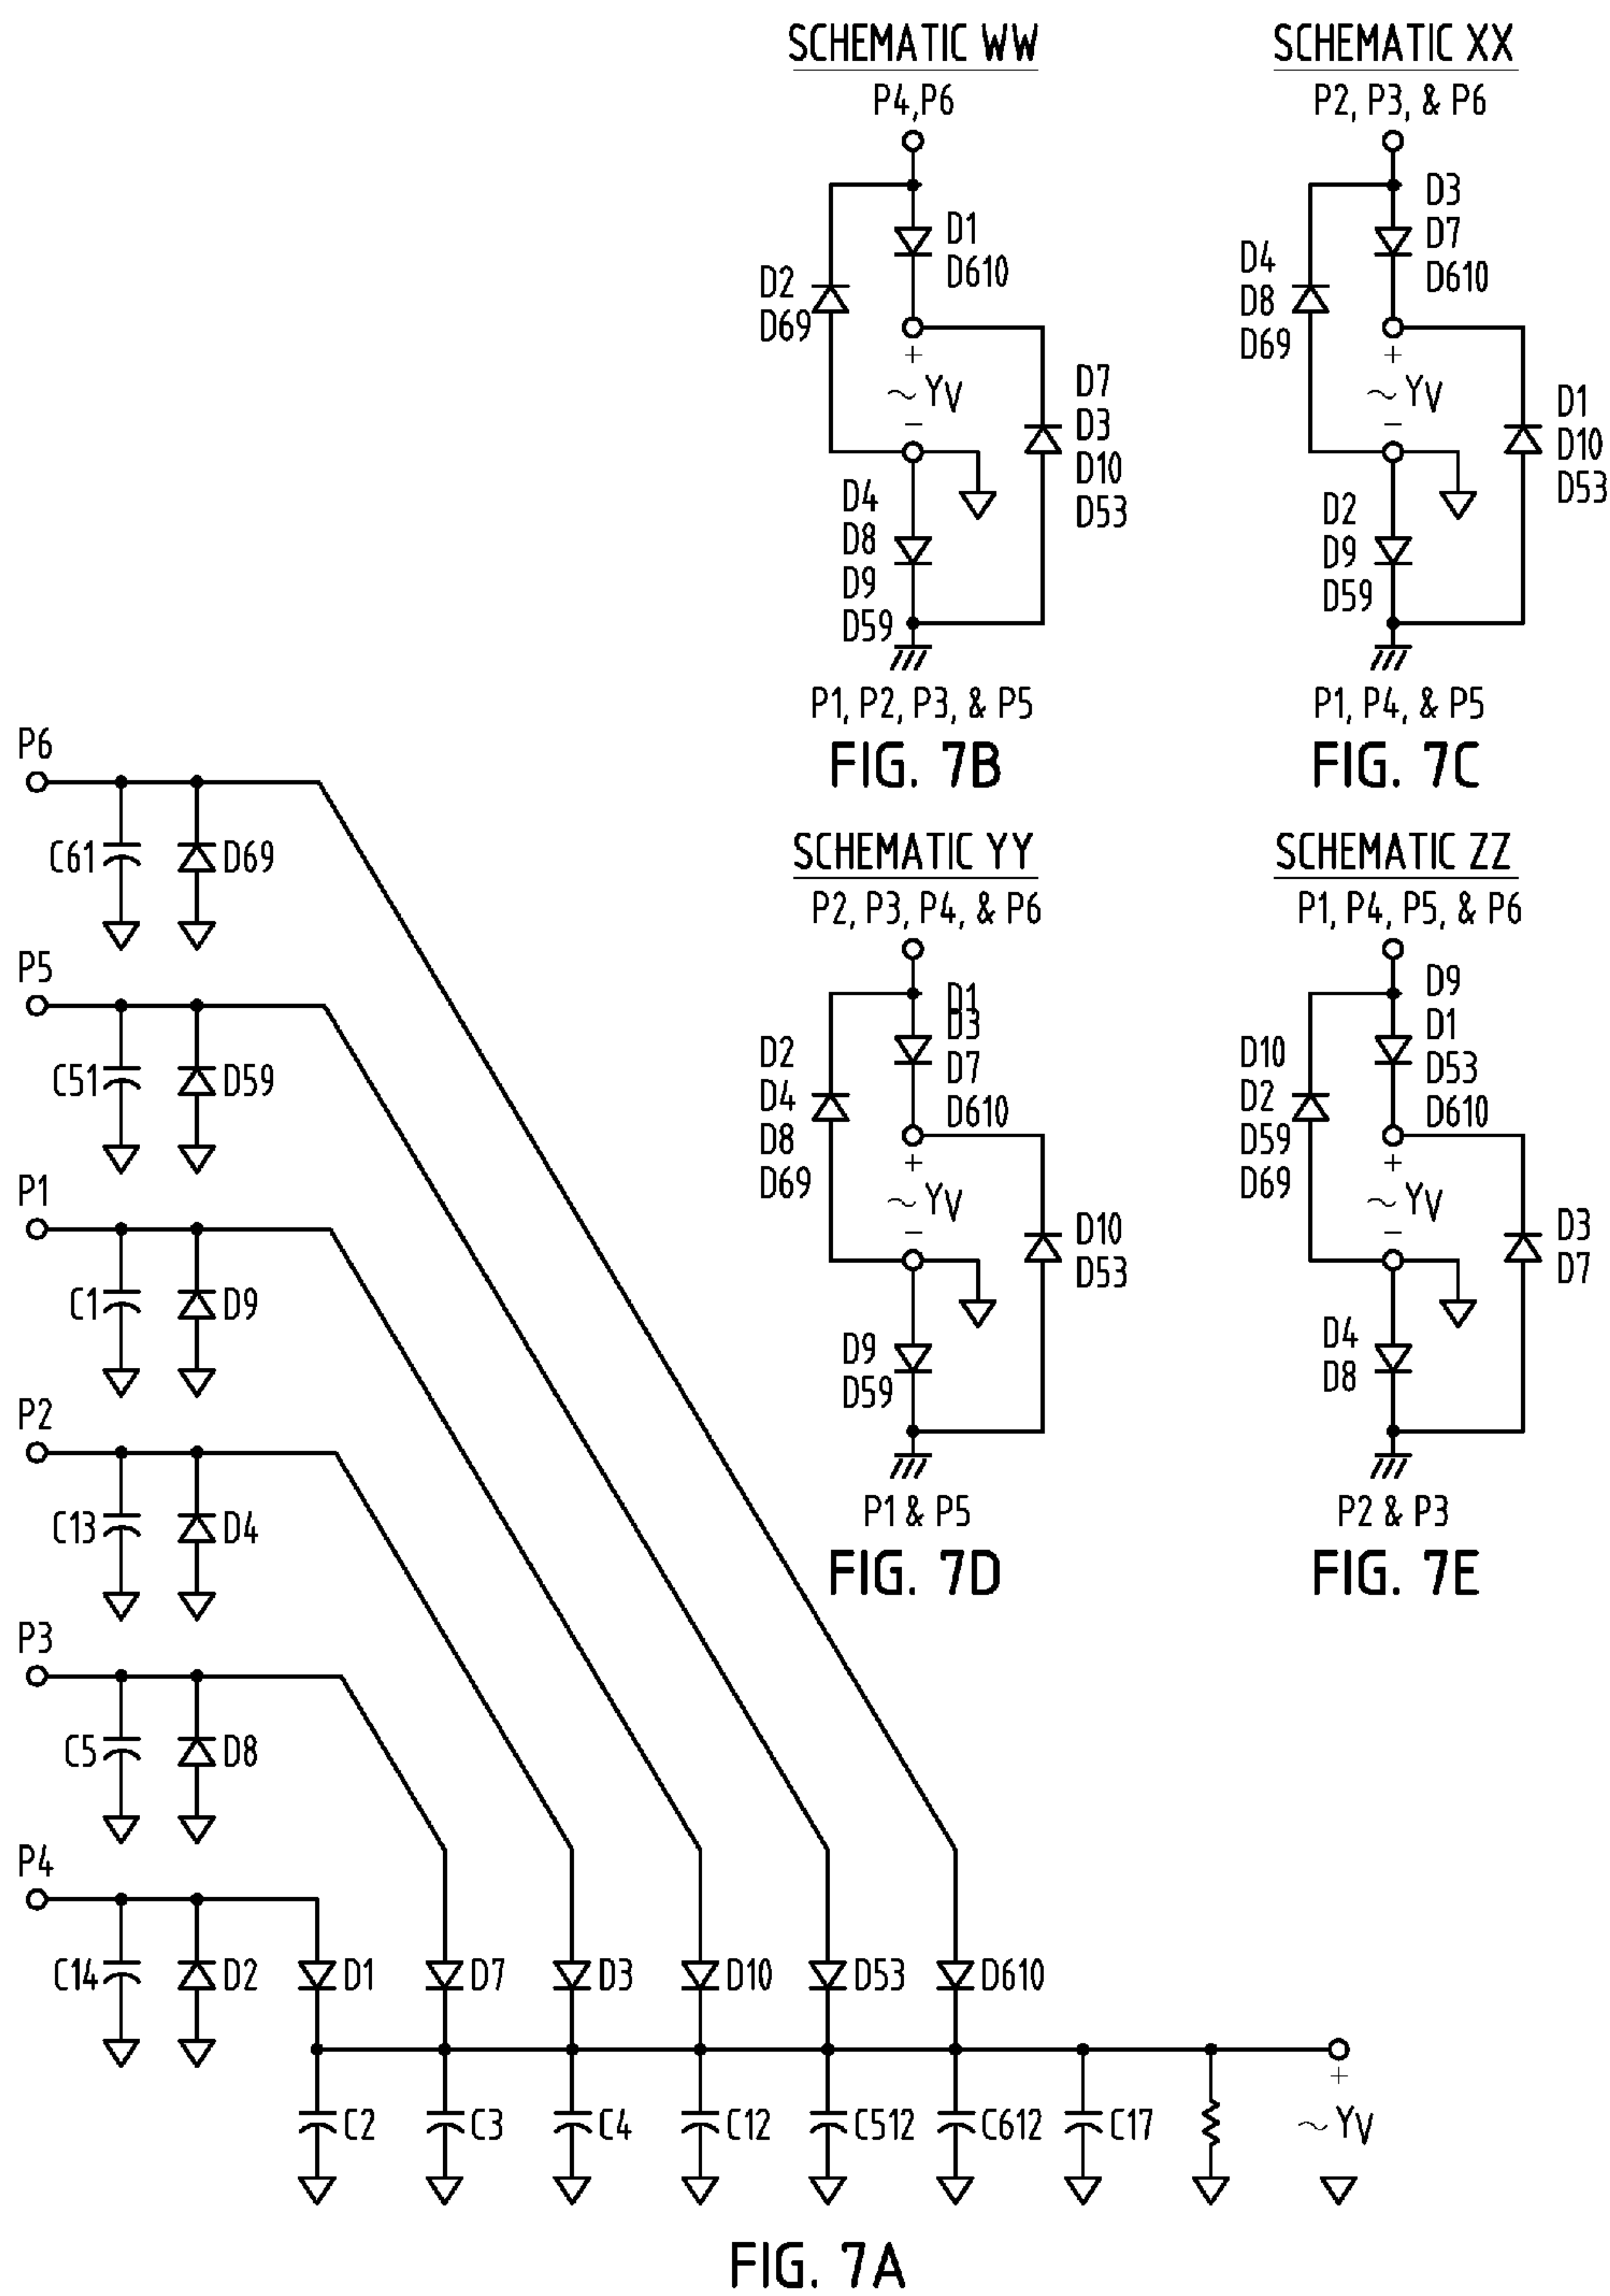 SCHEMATIC WW
P4,P6
D1
D610
D2
D69
+
~YV
−
D7
D3
D10
D53
D4
D8
D9
D59
P1, P2, P3, & P5
FIG. 7B
SCHEMATIC XX
P2, P3, & P6
D3
D7
D610
D4
D8
D69
+
~YV
−
D1
D10
D53
D2
D9
D59
P1, P4, & P5
FIG. 7C
SCHEMATIC YY
P2, P3, P4, & P6
D1
D3
D7
D610
D2
D4
D8
D69
+
~YV
−
D10
D53
D9
D59
P1 & P5
FIG. 7D
SCHEMATIC ZZ
P1, P4, P5, & P6
D9
D1
D53
D610
D10
D2
D59
D69
+
~YV
−
D3
D7
D4
D8
P2 & P3
FIG. 7E
P6
C61 D69
P5
C51 D59
P1
C1 D9
P2
C13 D4
P3
C5 D8
P4
C14 D2 D1 D7 D3 D10 D53 D610
+
C2 C3 C4 C12 C512 C612 C17 ~YV
FIG. 7A